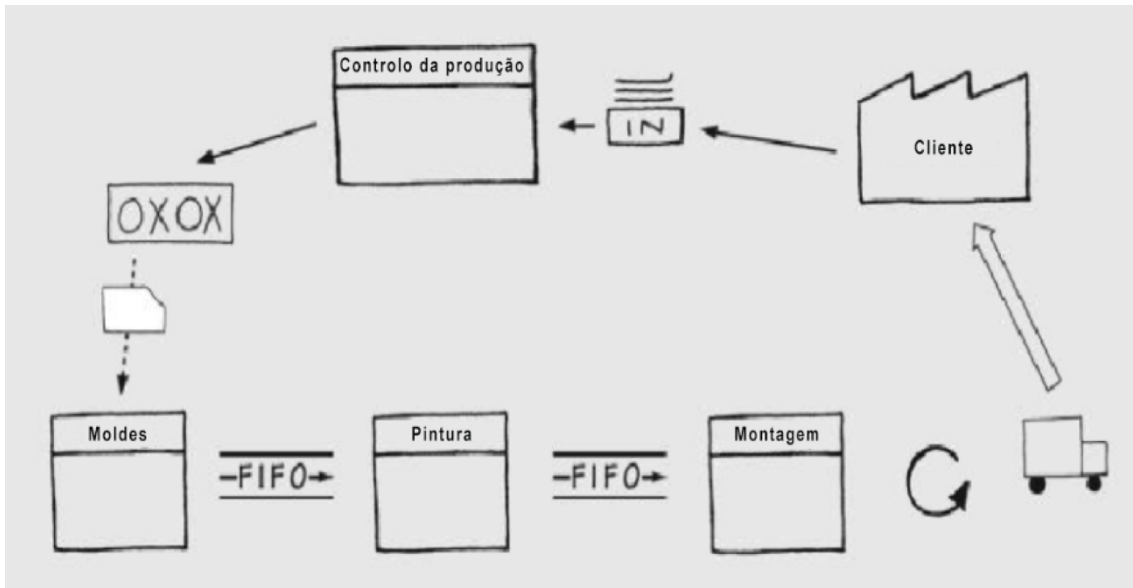 Controlo da produção
IN
Cliente
OXOX
Moldes
FIFO
Pintura
FIFO
Montagem